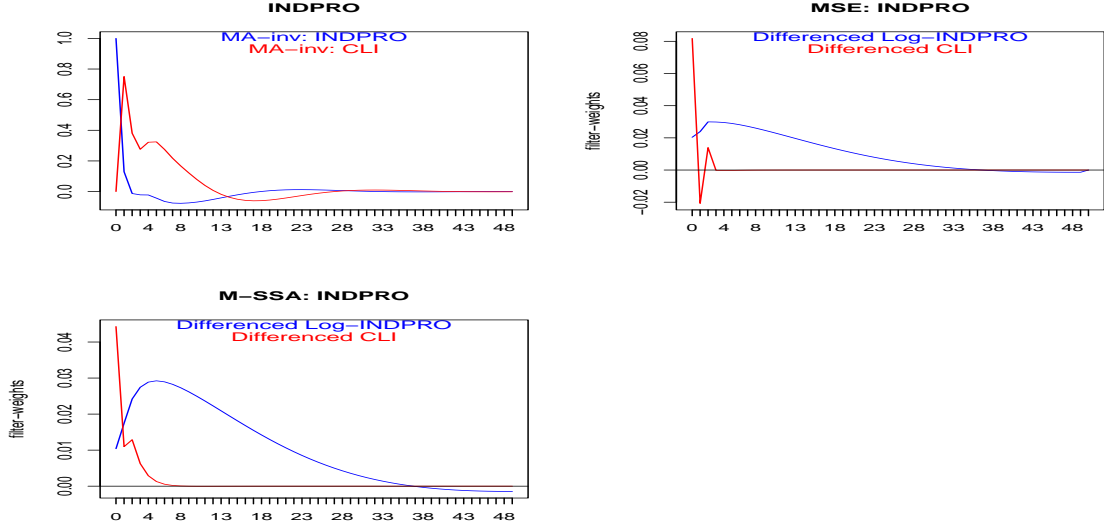 INDPRO
MA-inv: INDPRO
MA-inv: CLI
1.0
0.8
0.6
0.4
0.2
0.0
0 4 8 13 18 23 28 33 38 43 48
MSE: INDPRO
Differenced Log-INDPRO
Differenced CLI
filter-weights
0.08
0.06
0.04
0.02
0.00
-0.02
0 4 8 13 18 23 28 33 38 43 48
M-SSA: INDPRO
Differenced Log-INDPRO
Differenced CLI
filter-weights
0.04
0.03
0.02
0.01
0.00
0 4 8 13 18 23 28 33 38 43 48